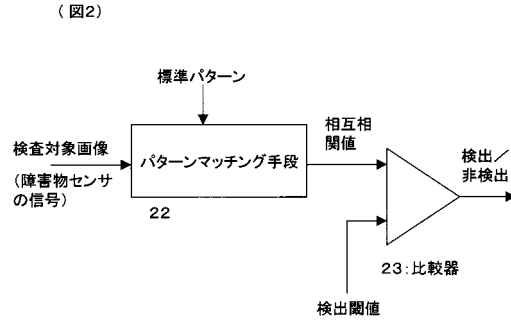 (図2)
標準パターン
検査対象画像
(障害物センサ
の信号)
パターンマッチング手段
22
相互相
関値
検出／
非検出
23:比較器
検出閾値